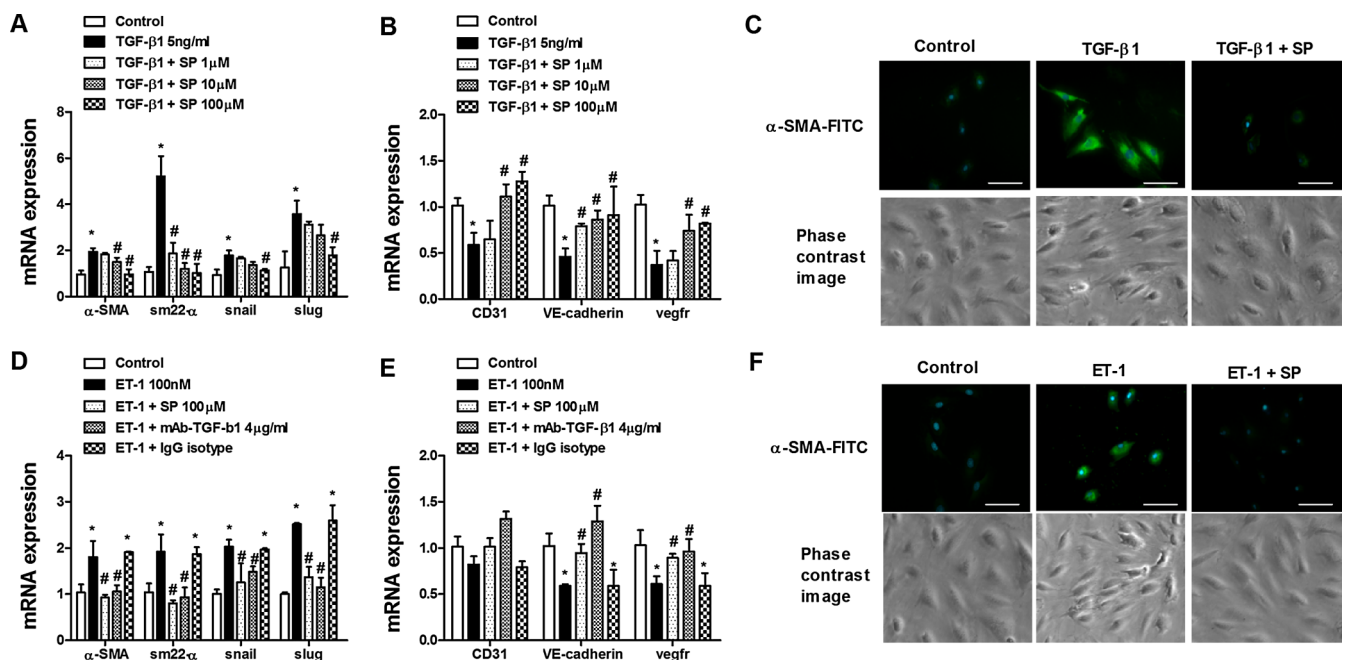 A
Control
TGF-β1 5ng/ml
TGF-β1 + SP 1μM
TGF-β1 + SP 10μM
TGF-β1 + SP 100μM
mRNA expression
8
6
4
2
0
* * * *
# # # # # # #
α-SMA sm22-α snail slug
B
Control
TGF-β1 5ng/ml
TGF-β1 + SP 1μM
TGF-β1 + SP 10μM
TGF-β1 + SP 100μM
mRNA expression
2.0
1.5
1.0
0.5
0.0
* # # * # # # * # #
CD31 VE-cadherin vegfr
C
Control TGF-β1 TGF-β1 + SP
α-SMA-FITC
Phase
contrast
image
D
Control
ET-1 100nM
ET-1 + SP 100μM
ET-1 + mAb-TGF-b1 4μg/ml
ET-1 + IgG isotype
mRNA expression
4
3
2
1
0
* # # * # # * # # * * # # *
α-SMA sm22-α snail slug
E
Control
ET-1 100nM
ET-1 + SP 100μM
ET-1 + mAb-TGF-β1 4μg/ml
ET-1 + IgG isotype
mRNA expression
2.0
1.5
1.0
0.5
0.0
* # # * * # # *
CD31 VE-cadherin vegfr
F
Control ET-1 ET-1 + SP
α-SMA-FITC
Phase
contrast
image